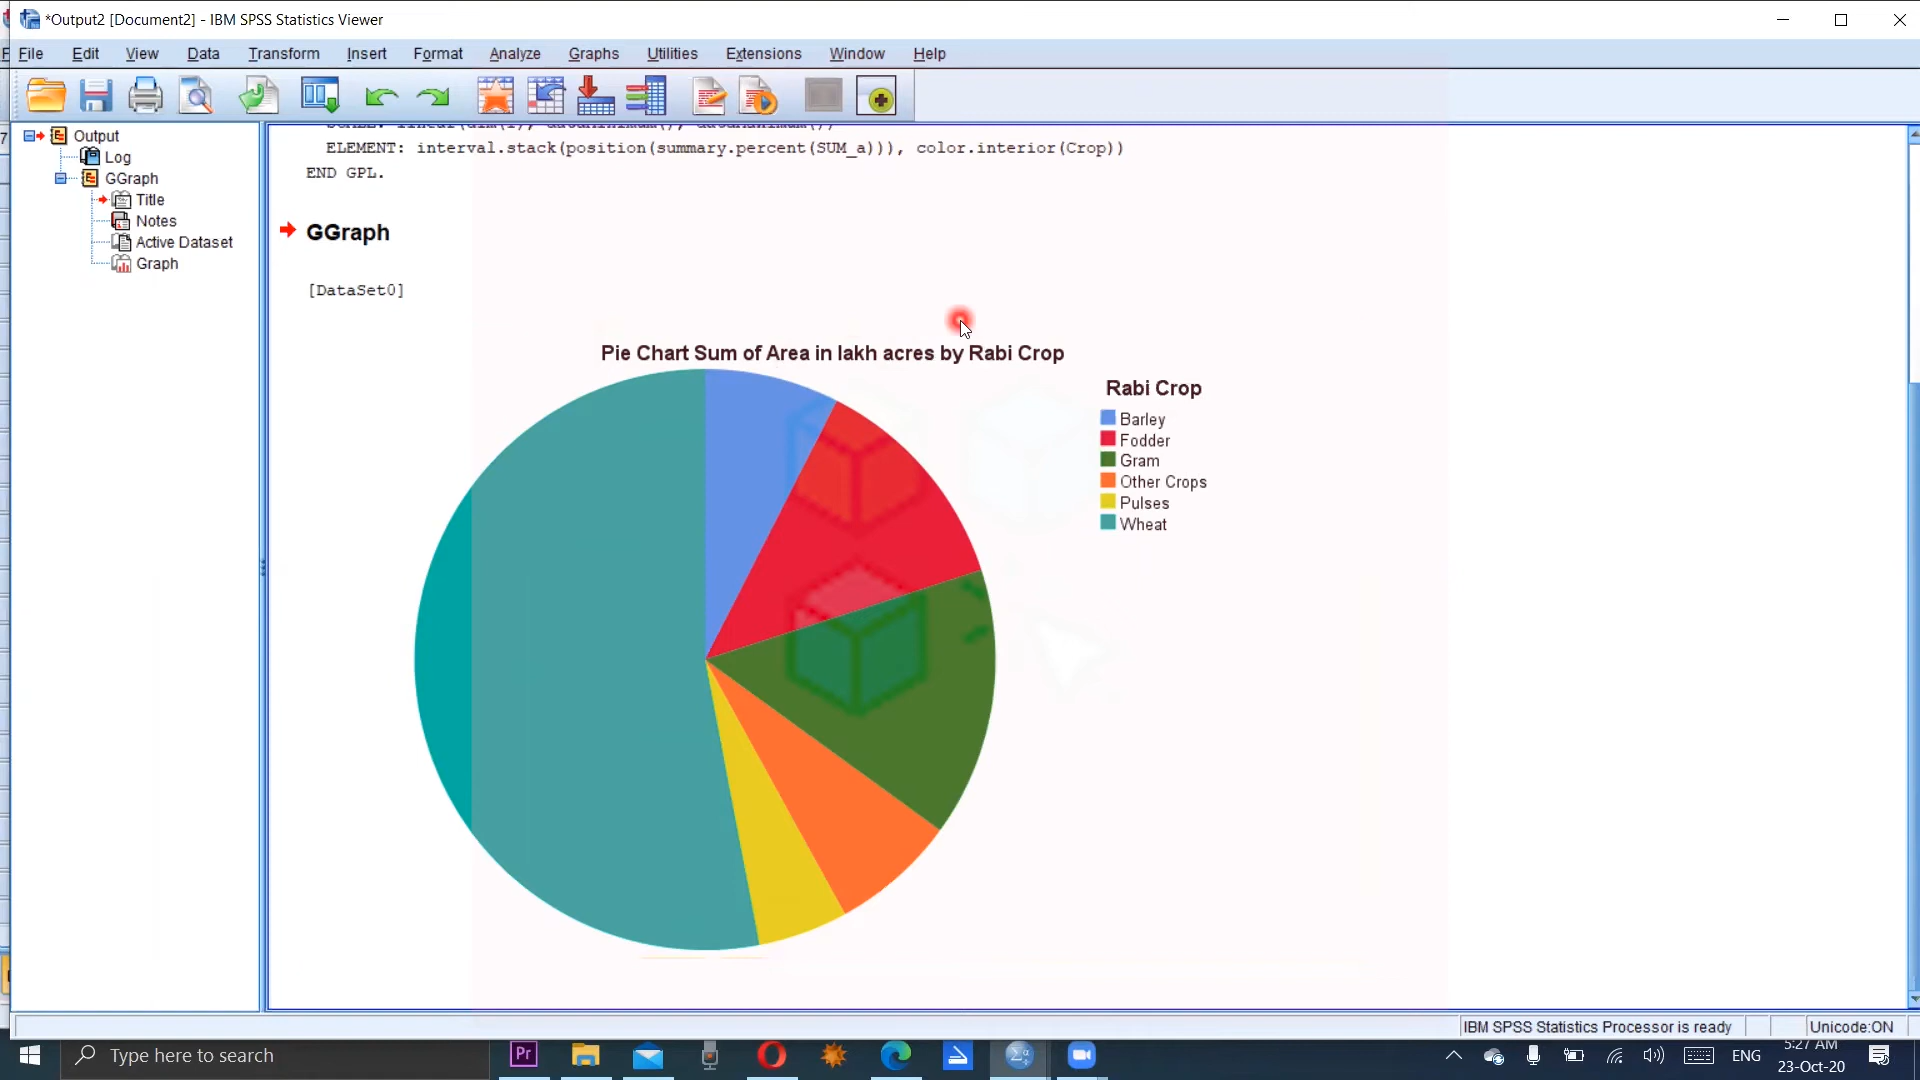 *Output2 [Document2] - IBM SPSS Statistics Viewer
File Edit View Data Transform Insert Format Analyze Graphs Utilities Extensions Window Help
Output
Log
GGraph
Title
Notes
Active Dataset
Graph
ELEMENT: interval.stack(position(summary.percent(SUM_a))), color.interior(Crop))
END GPL.
GGraph
[DataSet0]
Pie Chart Sum of Area in lakh acres by Rabi Crop
Rabi Crop
Barley
Fodder
Gram
Other Crops
Pulses
Wheat
IBM SPSS Statistics Processor is ready
Unicode:ON
Type here to search
Pr
ENG
5:27 AM
23-Oct-20